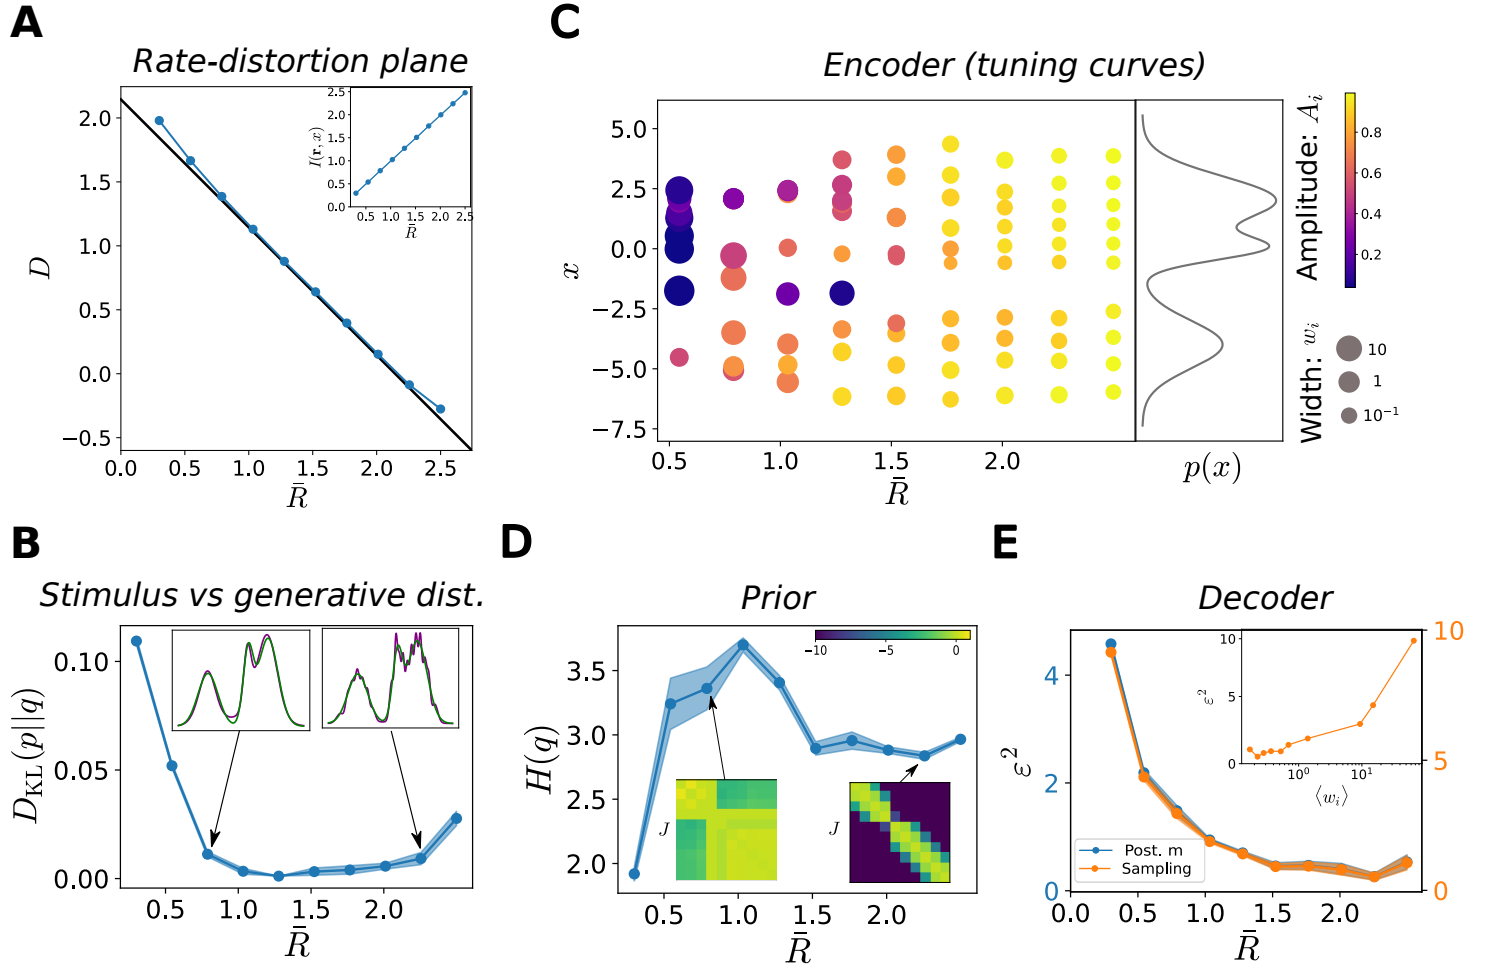 A
Rate-distortion plane
2.0
1.5
1.0
0.5
0.0
−0.5
D
0.0
0.5
1.0
1.5
2.0
2.5
R̄
2.5
2.0
1.5
1.0
0.5
0.0
I(r, x)
0.5
1.0
1.5
2.0
2.5
R̄
C
Encoder (tuning curves)
5.0
2.5
0.0
−2.5
−5.0
−7.5
x
0.5
1.0
1.5
2.0
R̄
p(x)
Amplitude: A_i
0.8
0.6
0.4
0.2
Width: w_i
10
1
10⁻¹
B
Stimulus vs generative dist.
0.10
0.05
0.00
D_KL(p||q)
0.5
1.0
1.5
2.0
R̄
D
Prior
3.5
3.0
2.5
2.0
H(q)
−10
−5
0
J
J
0.5
1.0
1.5
2.0
R̄
E
Decoder
4
2
0
ε²
10
5
0
0.0
0.5
1.0
1.5
2.0
R̄
10
5
0
ε²
10⁰
10¹
⟨w_i⟩
Post. m
Sampling